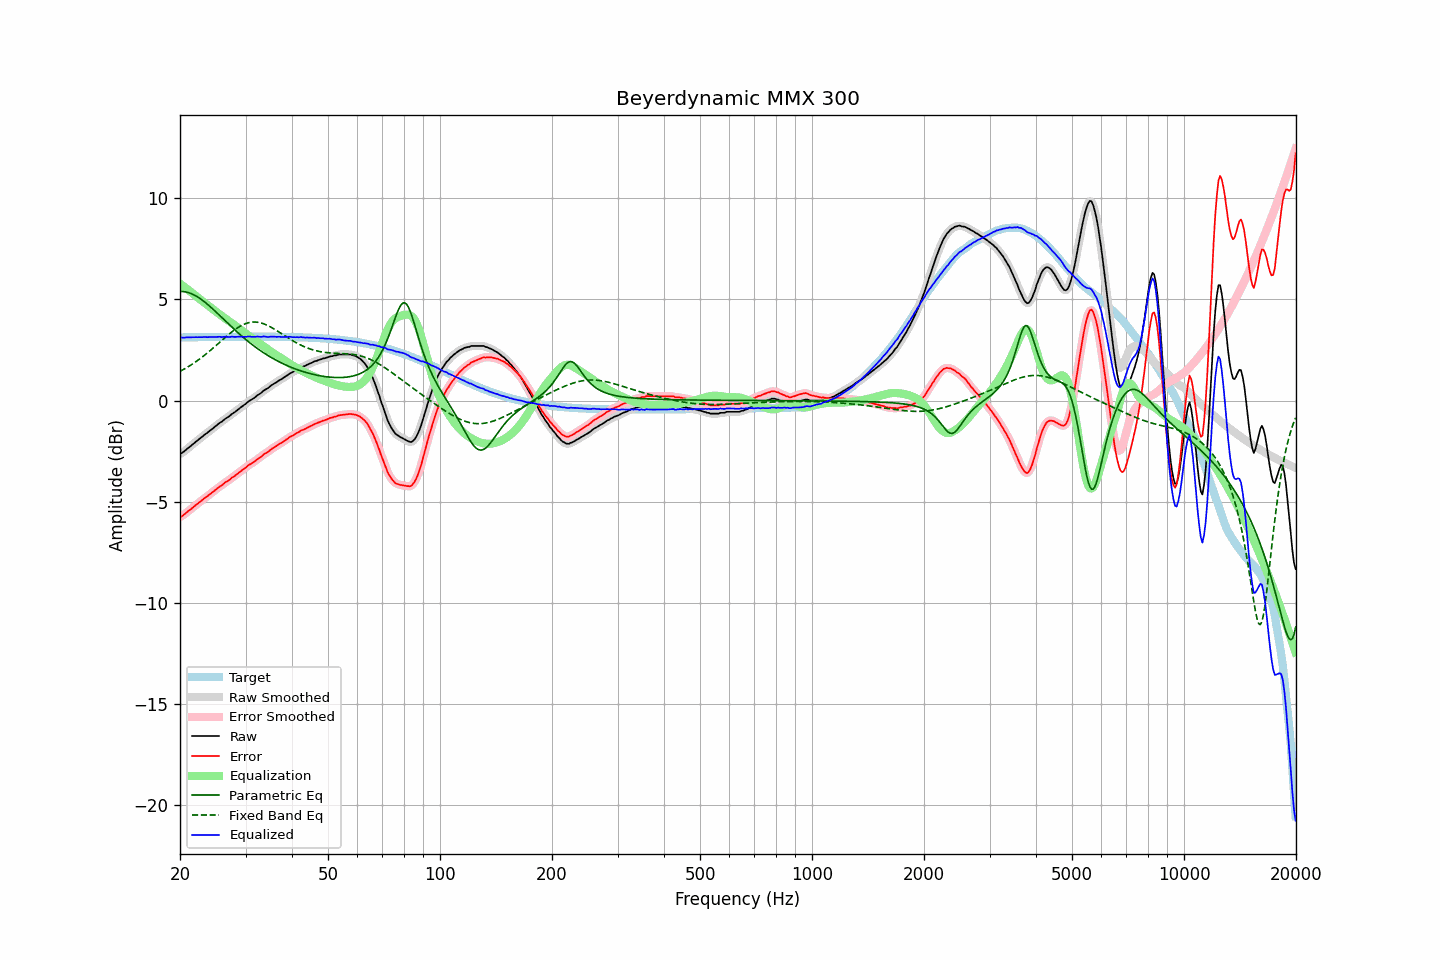 Beyerdynamic MMX 300
Amplitude (dBr)
10
5
0
−5
−10
−15
−20
Target
Raw Smoothed
Error Smoothed
Raw
Error
Equalization
Parametric Eq
Fixed Band Eq
Equalized
20 50 100 200 500 1000 2000 5000 10000 20000
Frequency (Hz)